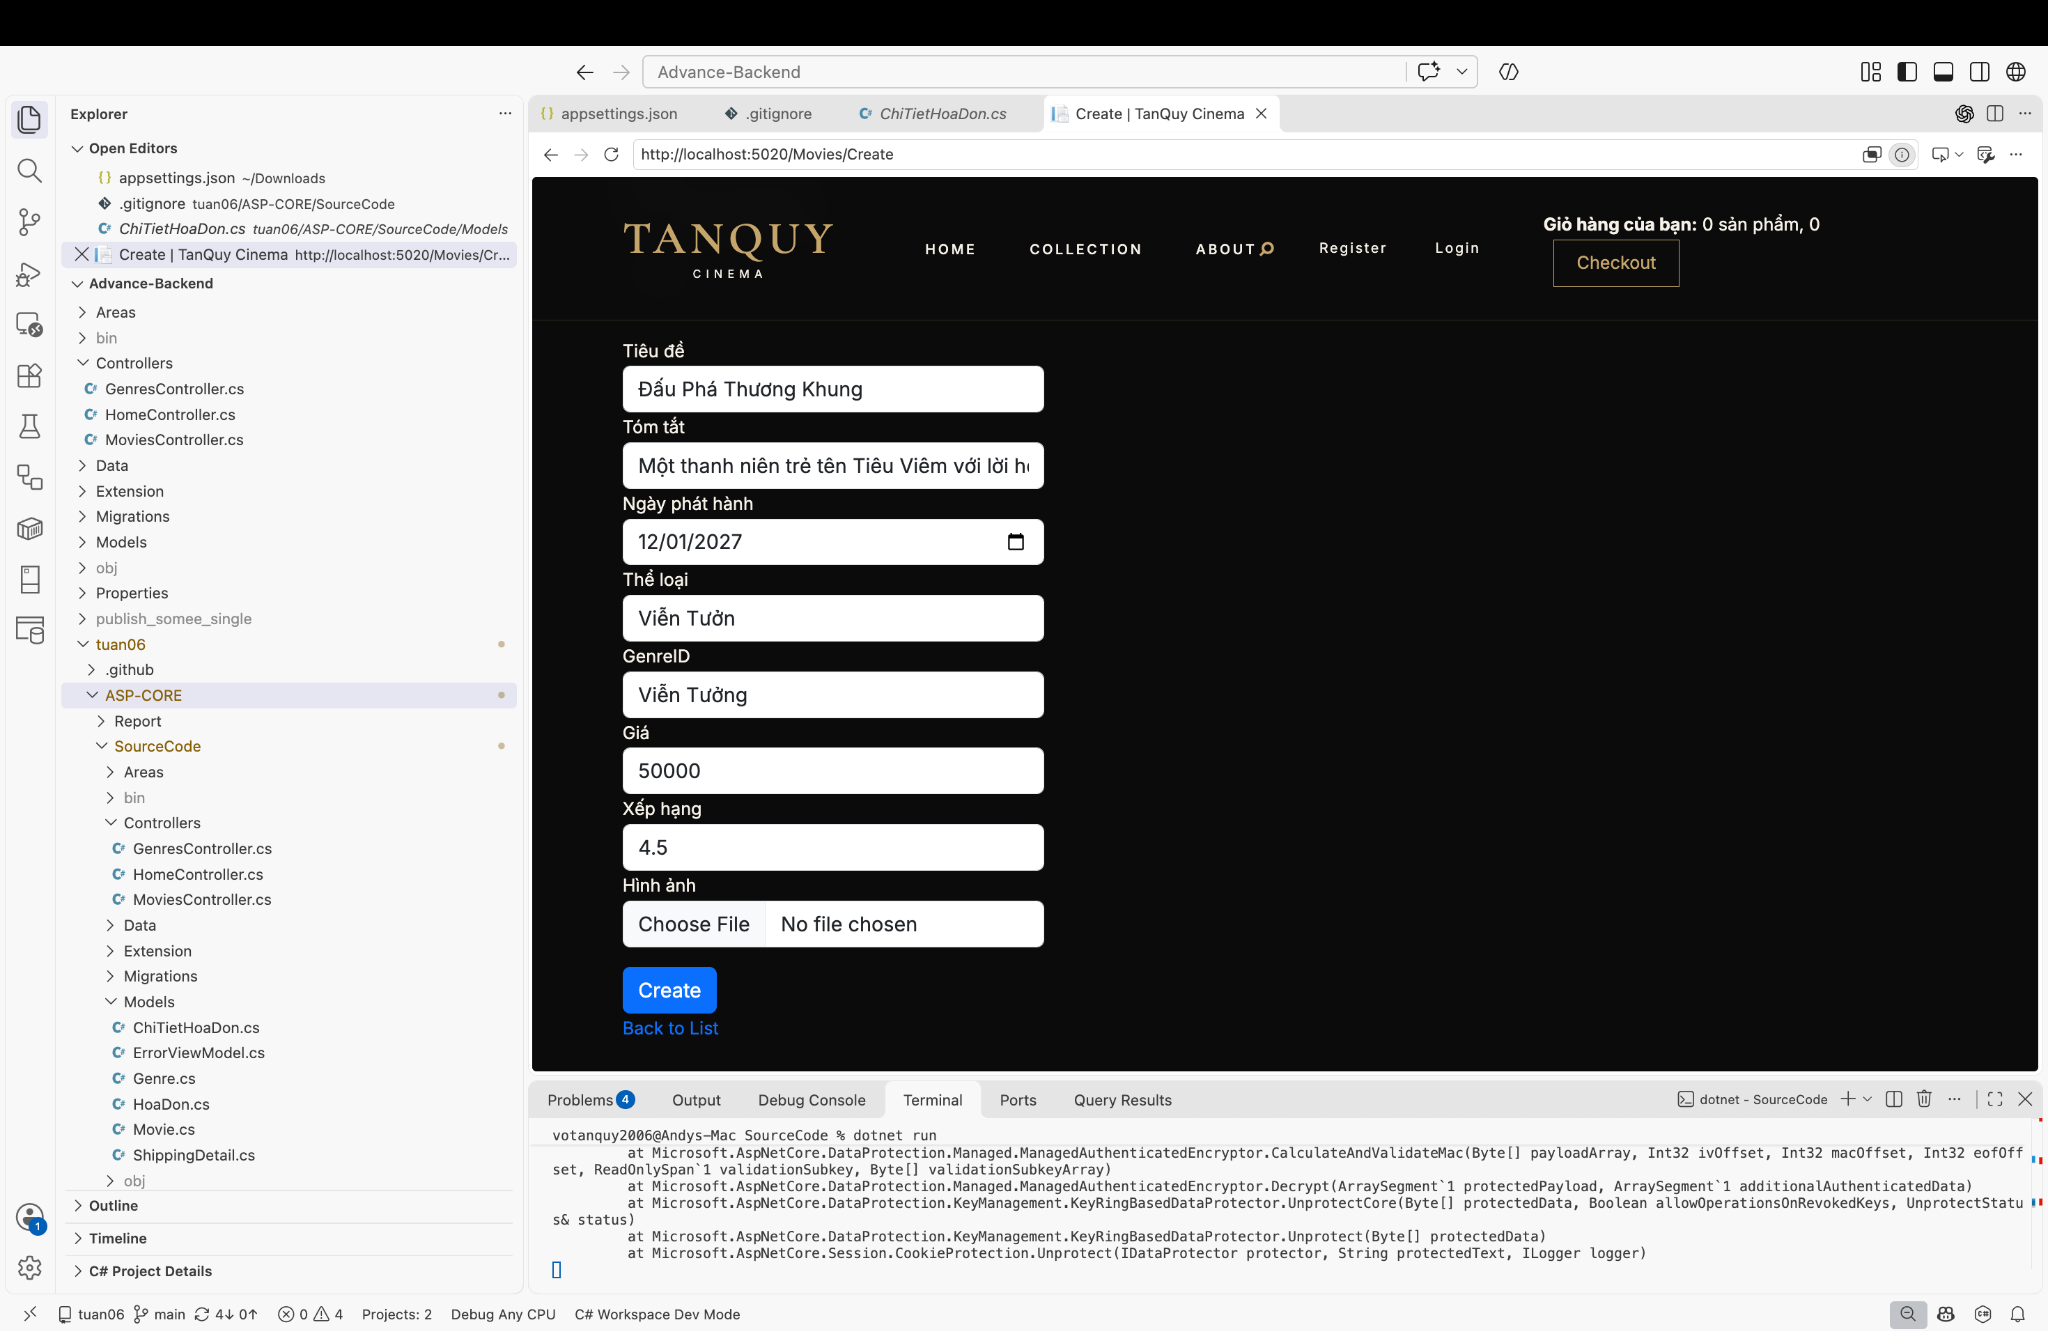 Advance-Backend
Explorer
Open Editors
appsettings.json ~/Downloads
.gitignore tuan06/ASP-CORE/SourceCode
ChiTietHoaDon.cs tuan06/ASP-CORE/SourceCode/Models
Create | TanQuy Cinema http://localhost:5020/Movies/Cr...
Advance-Backend
Areas
bin
Controllers
GenresController.cs
HomeController.cs
MoviesController.cs
Data
Extension
Migrations
Models
obj
Properties
publish_somee_single
tuan06
.github
ASP-CORE
Report
SourceCode
Areas
bin
Controllers
GenresController.cs
HomeController.cs
MoviesController.cs
Data
Extension
Migrations
Models
ChiTietHoaDon.cs
ErrorViewModel.cs
Genre.cs
HoaDon.cs
Movie.cs
ShippingDetail.cs
obj
Outline
Timeline
C# Project Details
appsettings.json
.gitignore
ChiTietHoaDon.cs
Create | TanQuy Cinema
http://localhost:5020/Movies/Create
TANQUY
CINEMA
HOME
COLLECTION
ABOUT
Register
Login
Giỏ hàng của bạn: 0 sản phẩm, 0
Checkout
Tiêu đề
Đấu Phá Thương Khung
Tóm tắt
Một thanh niên trẻ tên Tiêu Viêm với lời h
Ngày phát hành
12/01/2027
Thể loại
Viễn Tưởn
GenreID
Viễn Tưởng
Giá
50000
Xếp hạng
4.5
Hình ảnh
Choose File No file chosen
Create
Back to List
Problems 4 Output Debug Console Terminal Ports Query Results
dotnet - SourceCode
votanquy2006@Andys-Mac SourceCode % dotnet run
at Microsoft.AspNetCore.DataProtection.Managed.ManagedAuthenticatedEncryptor.CalculateAndValidateMac(Byte[] payloadArray, Int32 ivOffset, Int32 macOffset, Int32 eofOff
set, ReadOnlySpan`1 validationSubkey, Byte[] validationSubkeyArray)
at Microsoft.AspNetCore.DataProtection.Managed.ManagedAuthenticatedEncryptor.Decrypt(ArraySegment`1 protectedPayload, ArraySegment`1 additionalAuthenticatedData)
at Microsoft.AspNetCore.DataProtection.KeyManagement.KeyRingBasedDataProtector.UnprotectCore(Byte[] protectedData, Boolean allowOperationsOnRevokedKeys, UnprotectStatu
s& status)
at Microsoft.AspNetCore.DataProtection.KeyManagement.KeyRingBasedDataProtector.Unprotect(Byte[] protectedData)
at Microsoft.AspNetCore.Session.CookieProtection.Unprotect(IDataProtector protector, String protectedText, ILogger logger)
1
tuan06 main 4↓ 0↑ 0 4 Projects: 2 Debug Any CPU C# Workspace Dev Mode